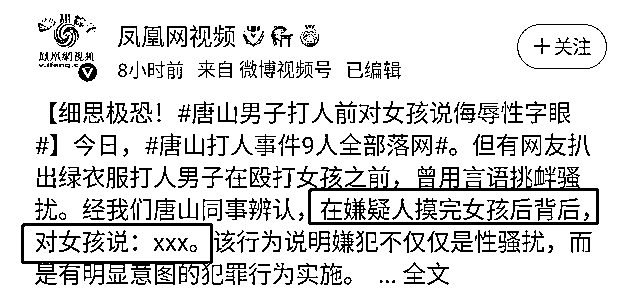 凤凰网视频
凤凰网视频
v.ifeng.com
8小时前 来自 微博视频号 已编辑
+关注
【细思极恐！#唐山男子打人前对女孩说侮辱性字眼
#】今日，#唐山打人事件9人全部落网#。但有网友扒
出绿衣服打人男子在殴打女孩之前，曾用言语挑衅骚
扰。经我们唐山同事辨认，在嫌疑人摸完女孩后背后，
对女孩说：xxx。该行为说明嫌犯不仅仅是性骚扰，而
是有明显意图的犯罪行为实施。 ... 全文